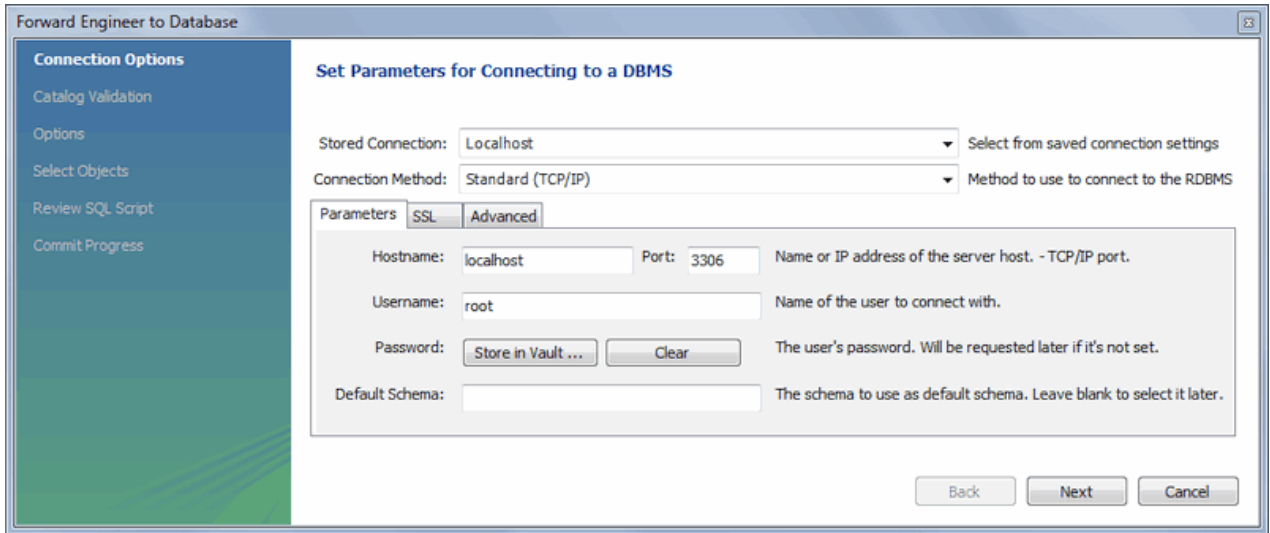 Forward Engineer to Database
Connection Options
Catalog Validation
Options
Select Objects
Review SQL Script
Commit Progress
Set Parameters for Connecting to a DBMS
Stored Connection: Localhost Select from saved connection settings
Connection Method: Standard (TCP/IP) Method to use to connect to the RDBMS
Parameters SSL Advanced
Hostname: localhost Port: 3306 Name or IP address of the server host. - TCP/IP port.
Username: root Name of the user to connect with.
Password: Store in Vault ... Clear The user's password. Will be requested later if it's not set.
Default Schema: The schema to use as default schema. Leave blank to select it later.
Back Next Cancel